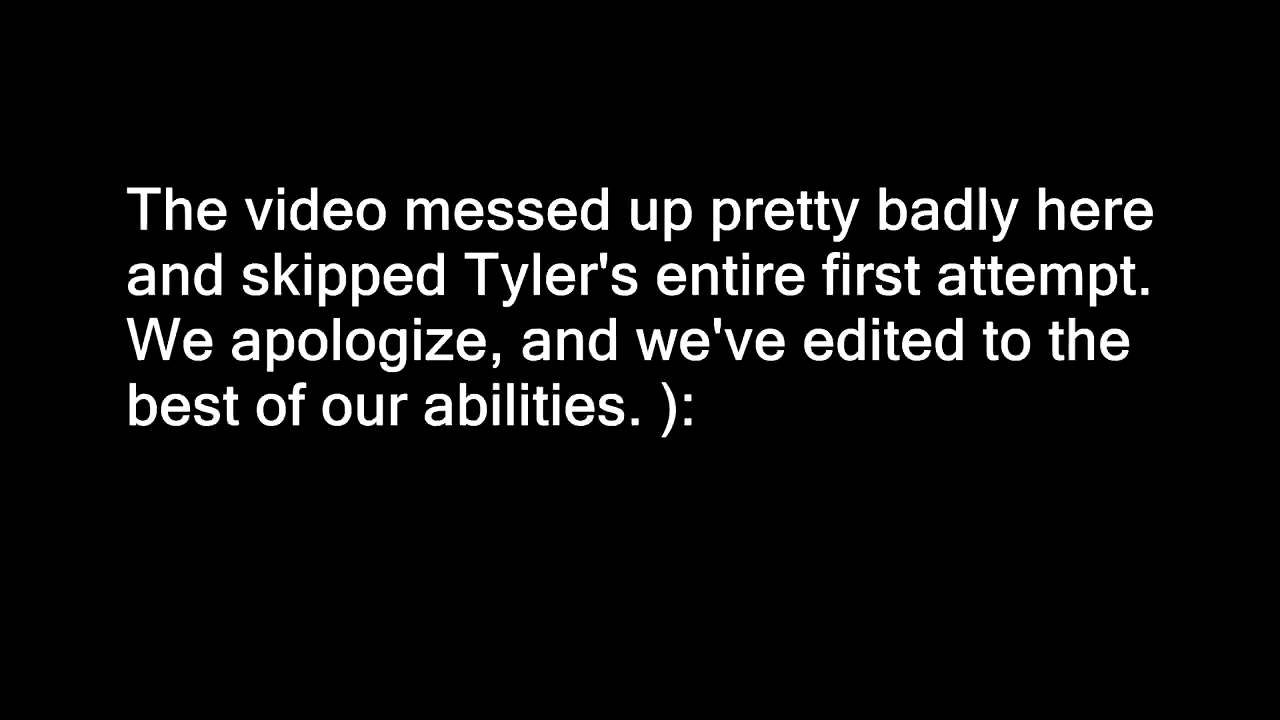 The video messed up pretty badly here
and skipped Tyler's entire first attempt.
We apologize, and we've edited to the
best of our abilities. ):